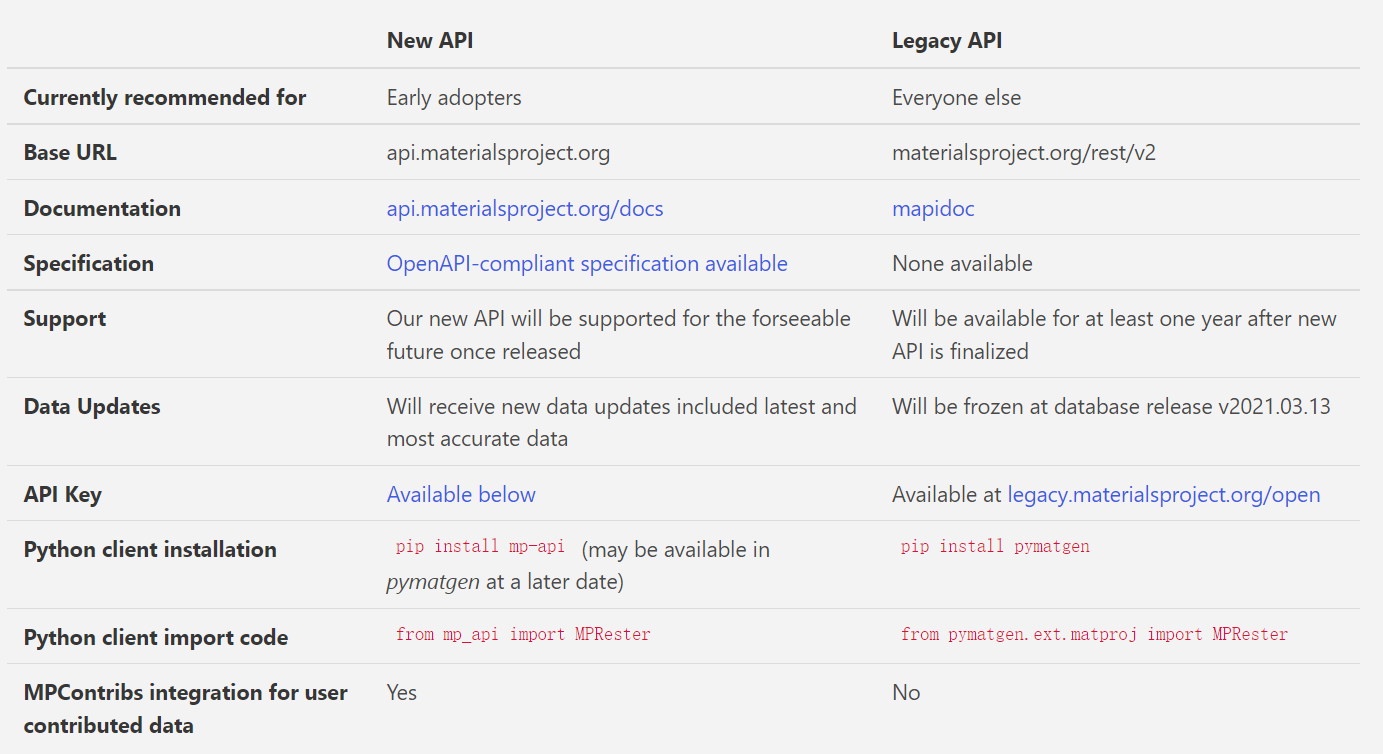 New API Legacy API
Currently recommended for Early adopters Everyone else
Base URL api.materialsproject.org materialsproject.org/rest/v2
Documentation api.materialsproject.org/docs mapidoc
Specification OpenAPI-compliant specification available None available
Support Our new API will be supported for the forseeable Will be available for at least one year after new
future once released API is finalized
Data Updates Will receive new data updates included latest and Will be frozen at database release v2021.03.13
most accurate data
API Key Available below Available at legacy.materialsproject.org/open
Python client installation pip install mp-api (may be available in pip install pymatgen
pymatgen at a later date)
Python client import code from mp_api import MPRester from pymatgen.ext.matproj import MPRester
MPContribs integration for user Yes No
contributed data